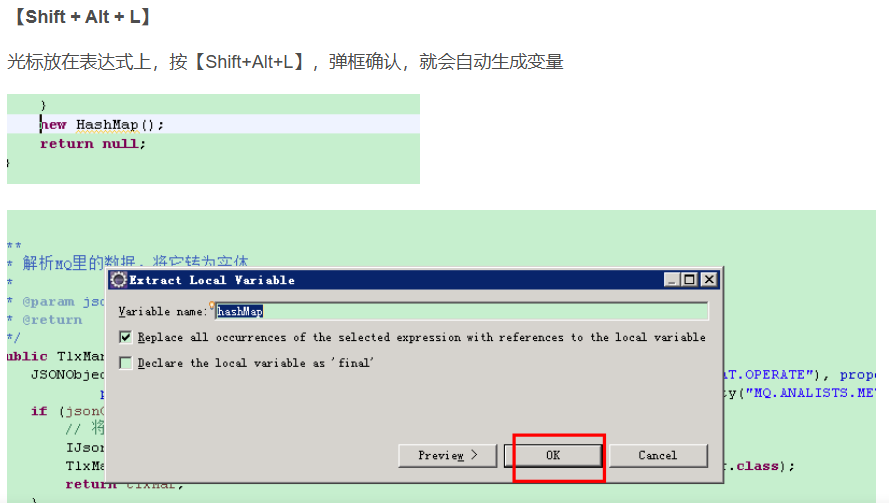 【Shift + Alt + L】
光标放在表达式上，按【Shift+Alt+L】，弹框确认，就会自动生成变量
}
new HashMap();
return null;
}
**
* 解析MQ里的数据，将它转为实体
*
Extract Local Variable
* @param jso
Variable name: hashMap
* @return
Replace all occurrences of the selected expression with references to the local variable
*/
ublic TlxMar
Declare the local variable as 'final'
JSONObjec AT.OPERATE"), prope
ty("MQ.ANALISTS.MET
if (json
// 将
IJson
Preview > OK Cancel
TlxMa .class);
return tlxMar;
}